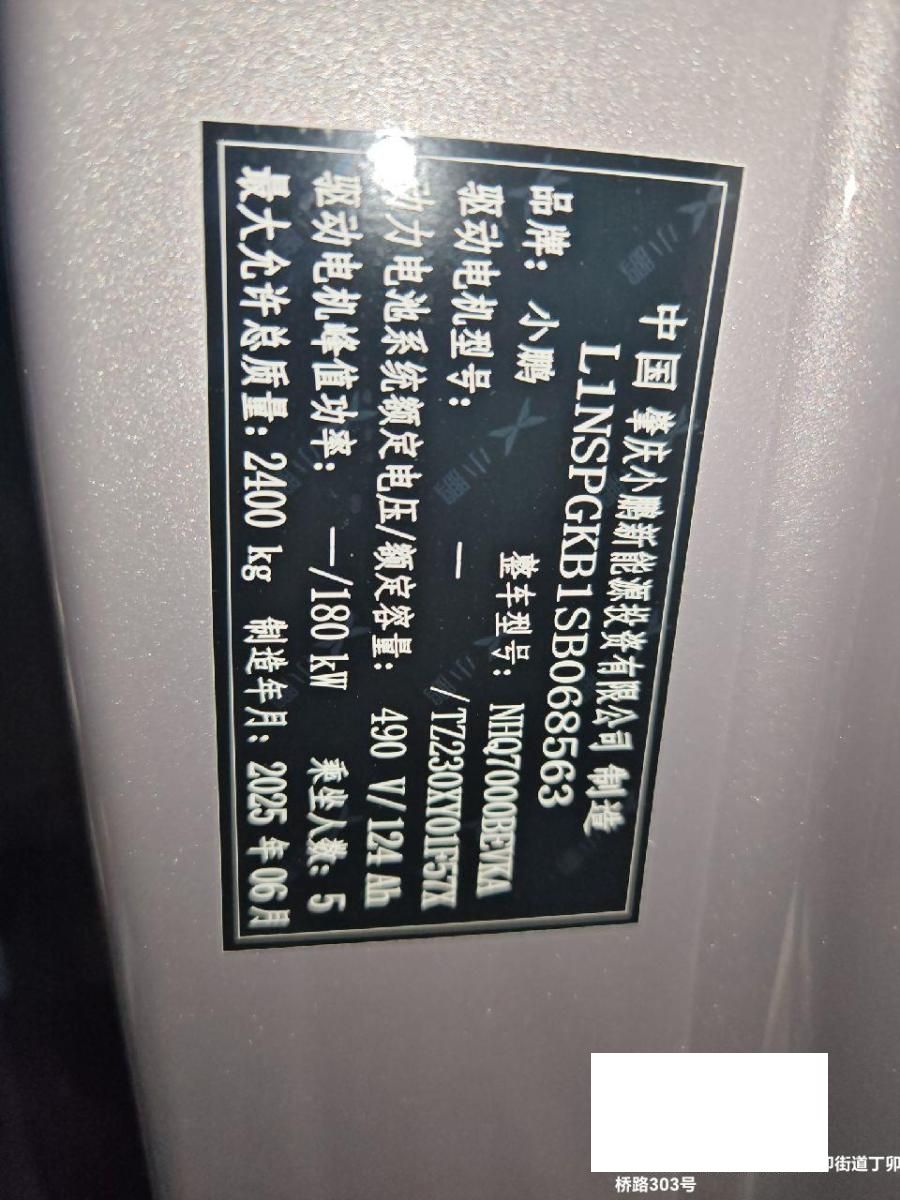 中国 肇庆小鹏新能源投资有限公司 制造
L1NSPGKB1SB068563
品牌： 小鹏 整车型号： NHQ7000BEVKA
驱动电机型号： — /TZ230XY01F57X
动力电池系统额定电压/额定容量： 490 V/124 Ah
驱动电机峰值功率： —/180 kW 乘坐人数： 5
最大允许总质量： 2400 kg 制造年月： 2025 年 06 月
卯街道丁卯
桥路303号